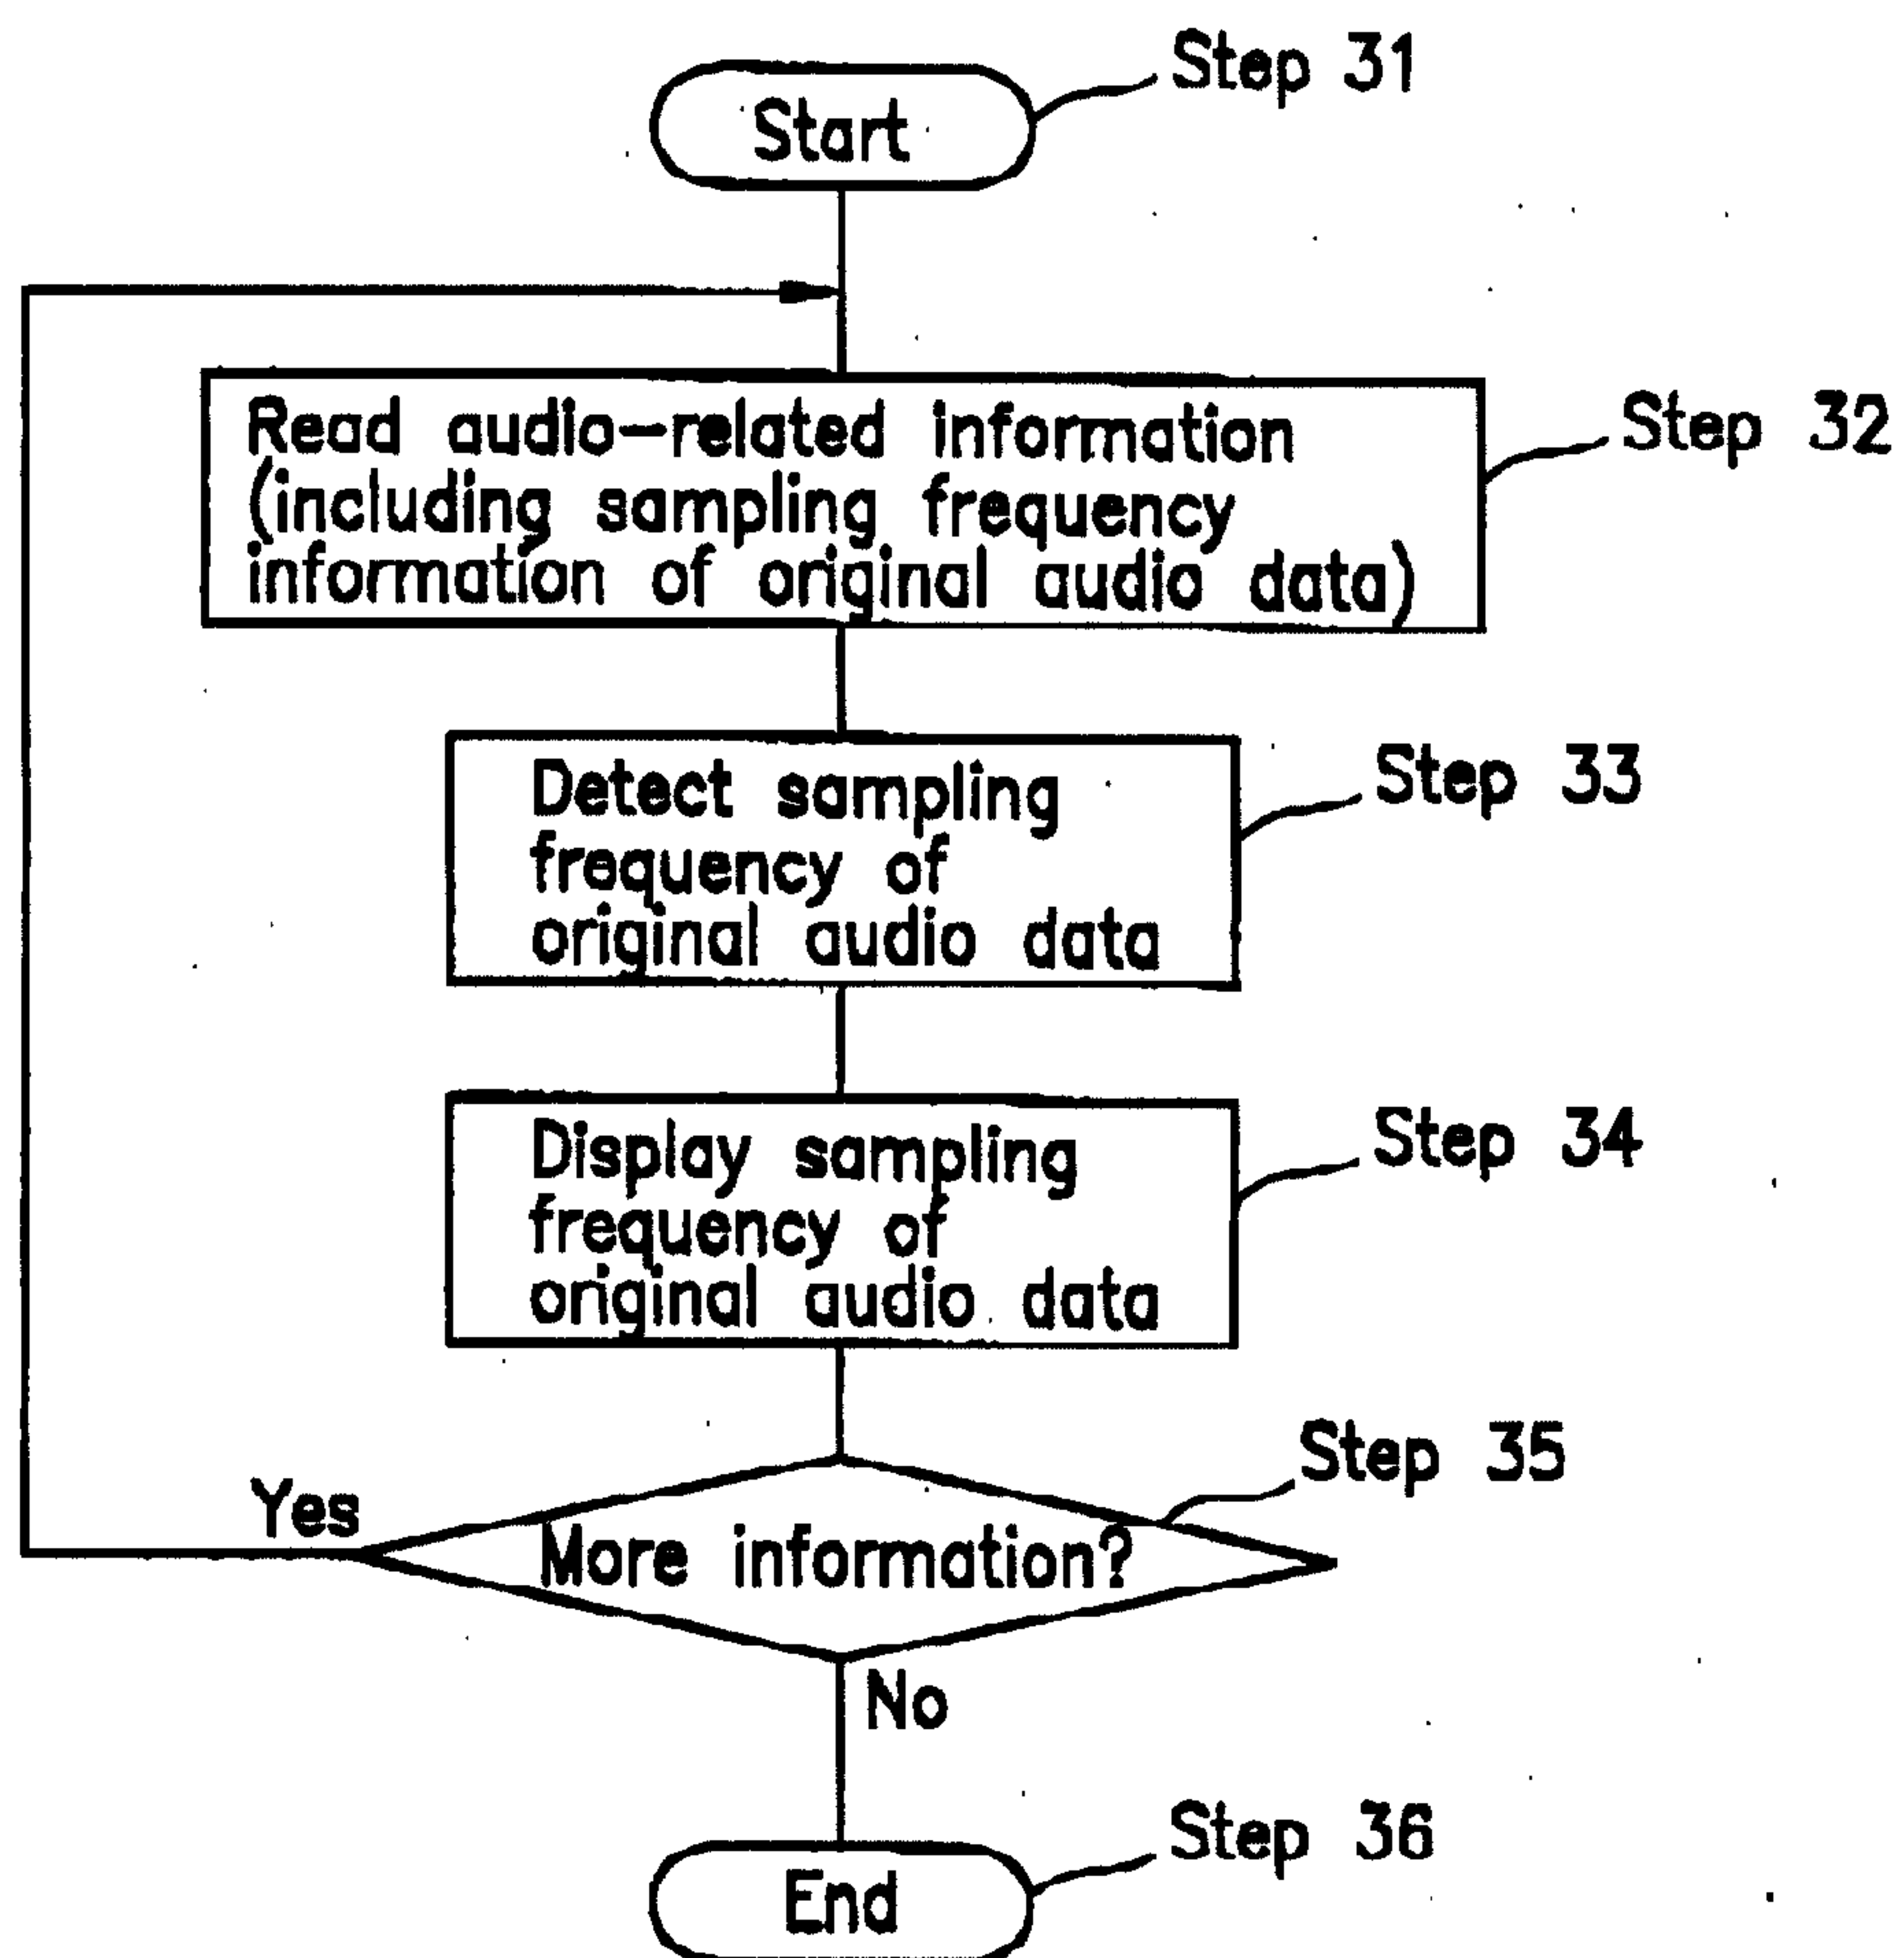 Start
Step 31
Read audio-related information
(including sampling frequency
information of original audio data)
Step 32
Detect sampling
frequency of
original audio data
Step 33
Display sampling
frequency of
original audio data
Step 34
Step 35
Yes
More information?
No
Step 36
End